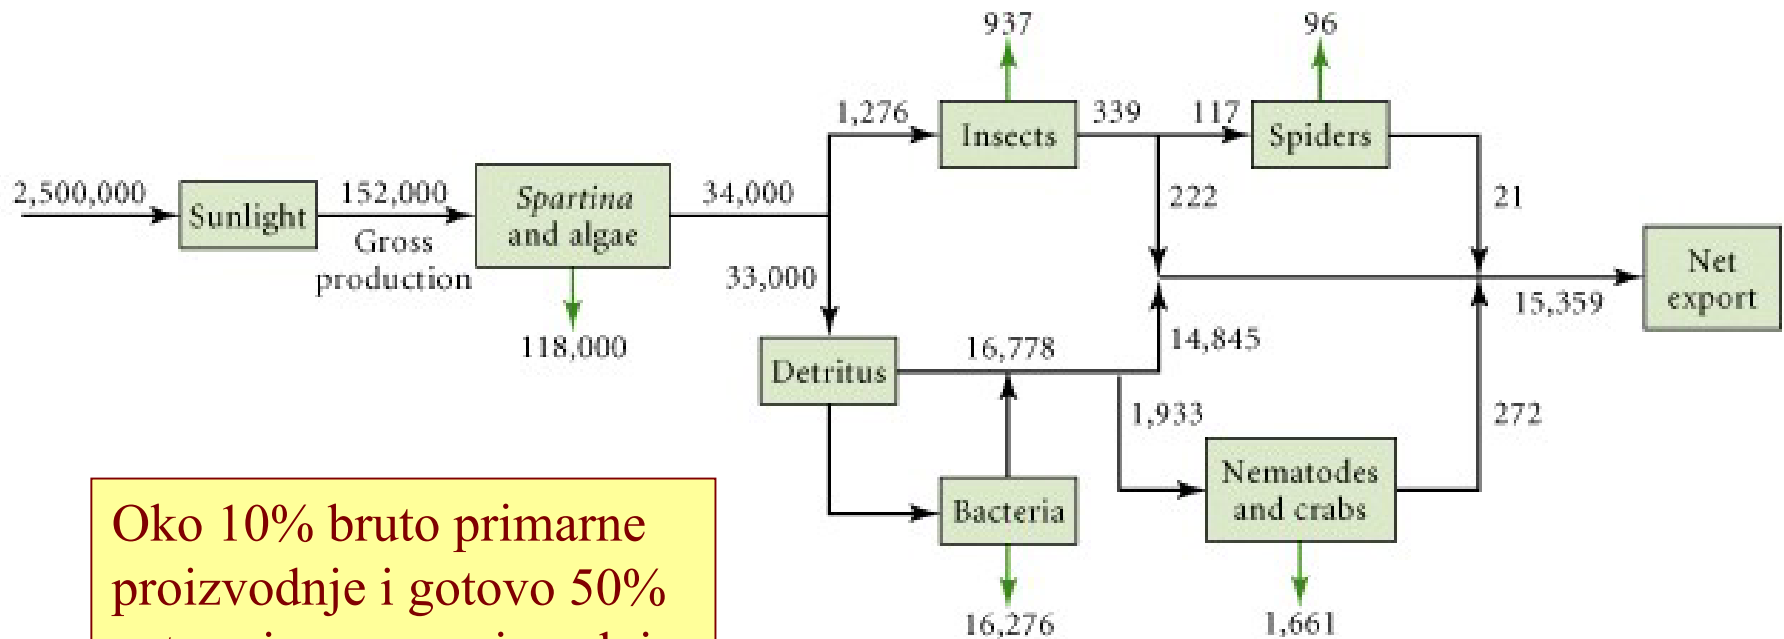 937
96
1,276
Insects
339
117
Spiders
2,500,000
Sunlight
152,000
Gross
production
Spartina
and algae
34,000
222
21
118,000
33,000
Net
export
15,359
Detritus
16,778
14,845
1,933
272
Bacteria
Nematodes
and crabs
16,276
1,661
Oko 10% bruto primarne
proizvodnje i gotovo 50%